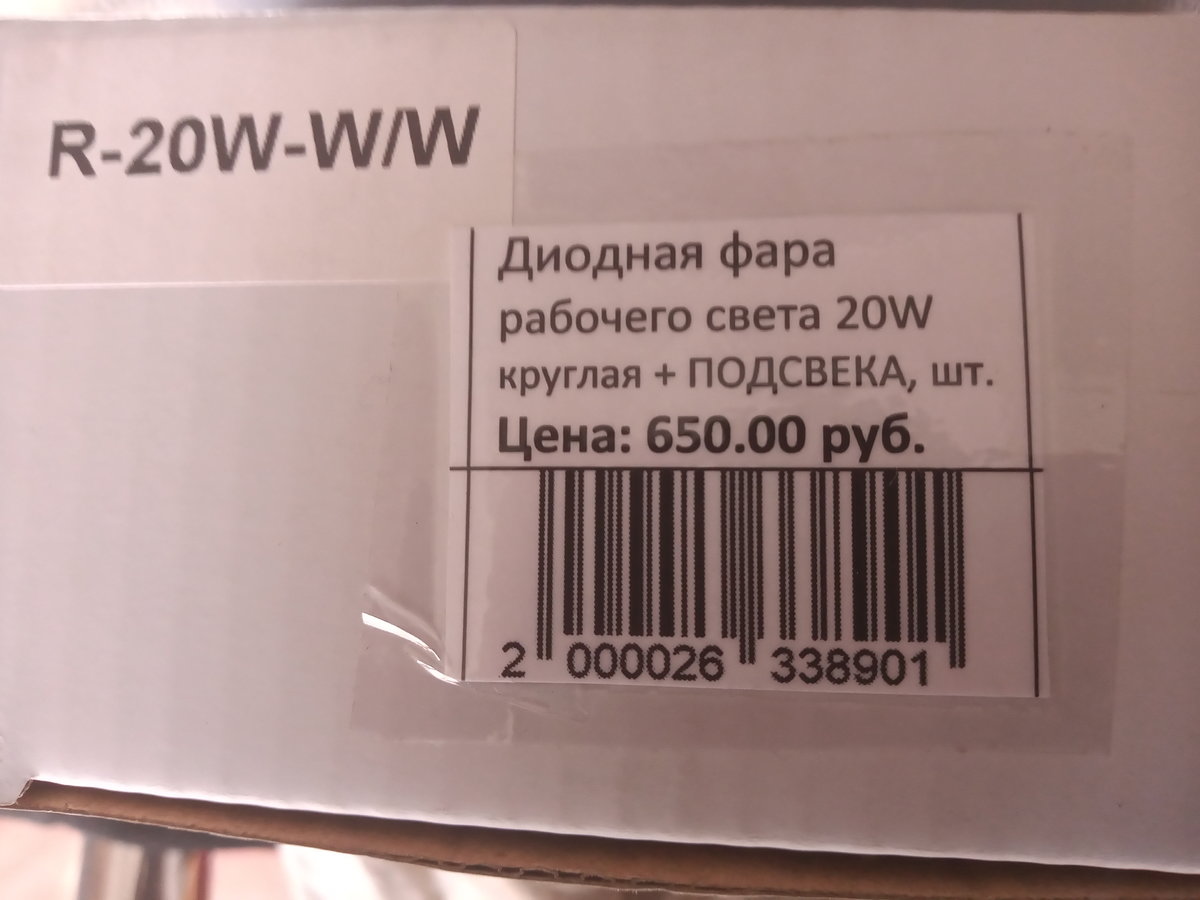 R-20W-W/W
Диодная фара
рабочего света 20W
круглая + ПОДСВЕКА, шт.
Цена: 650.00 руб.
2 000026 338901